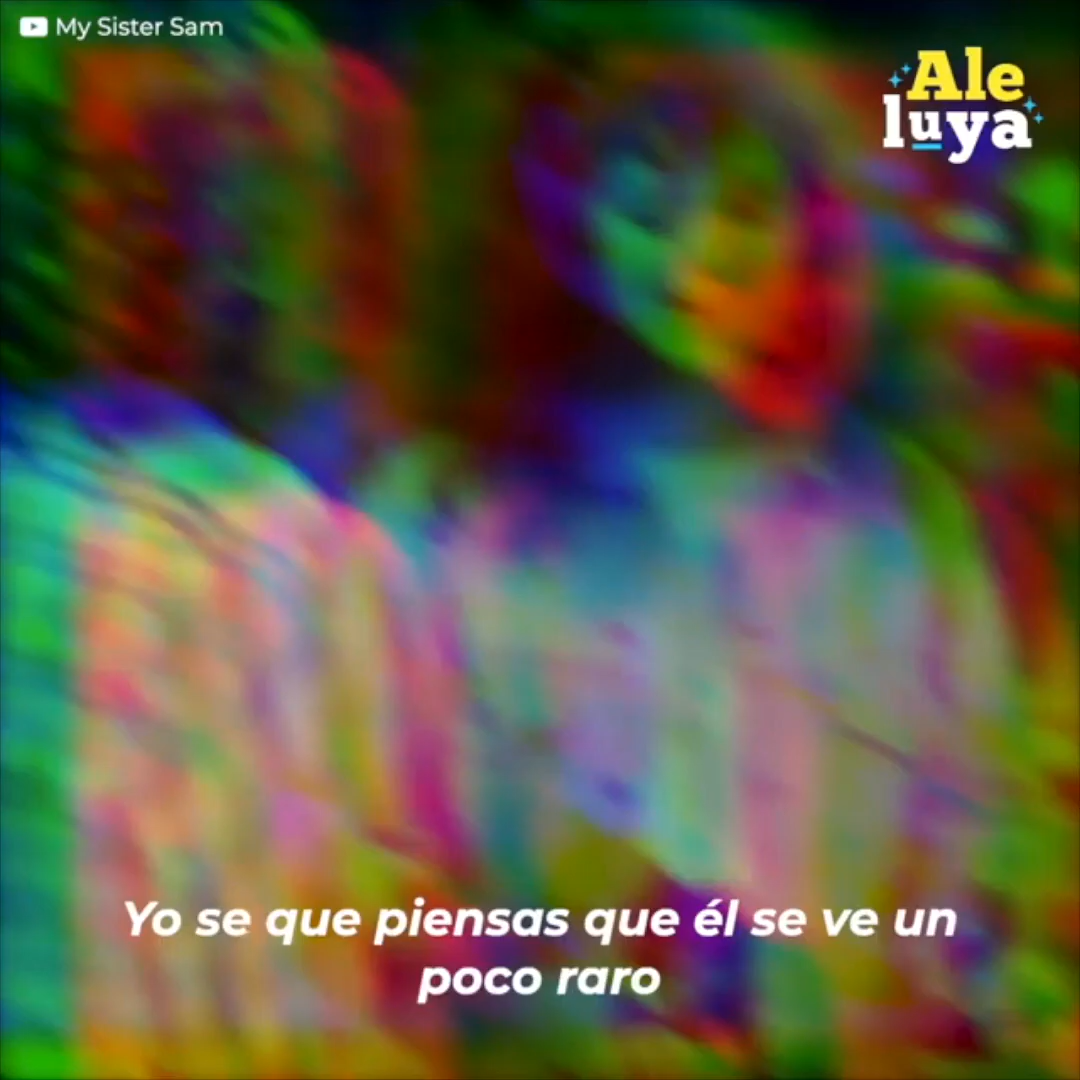 My Sister Sam
Ale
luya
Yo se que piensas que él se ve un
poco raro